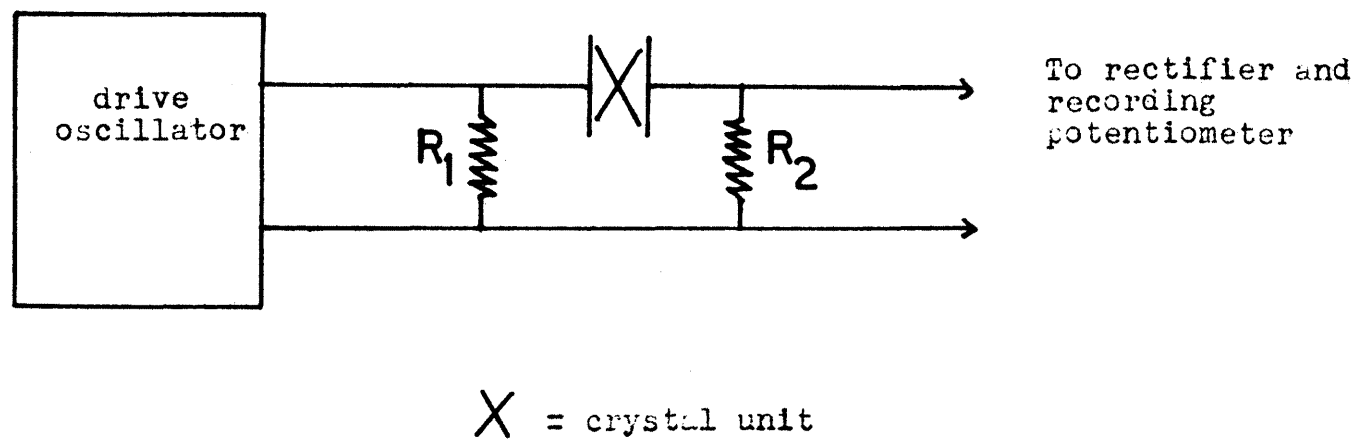 drive
oscillator
R1
R2
To rectifier and
recording
potentiometer
X = crystal unit